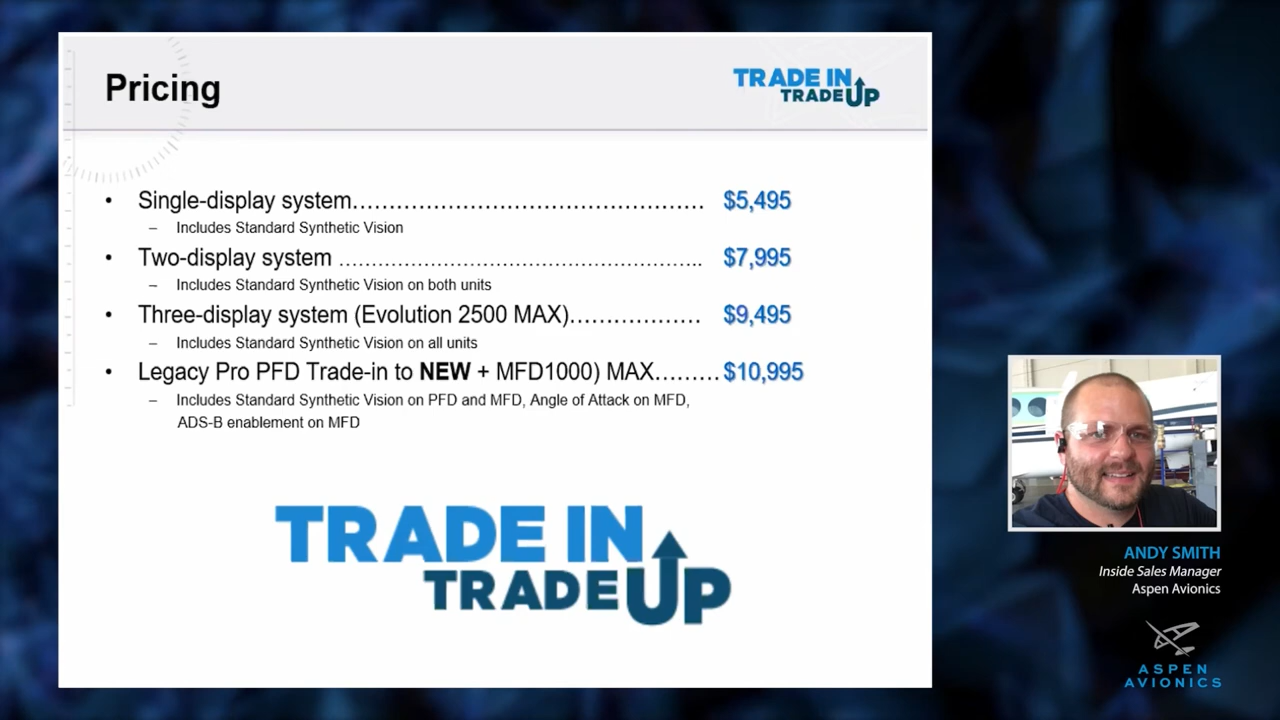 Pricing
TRADE IN
TRADE UP
• Single-display system................................................ $5,495
– Includes Standard Synthetic Vision
• Two-display system .................................................... $7,995
– Includes Standard Synthetic Vision on both units
• Three-display system (Evolution 2500 MAX).................. $9,495
– Includes Standard Synthetic Vision on all units
• Legacy Pro PFD Trade-in to NEW + MFD1000) MAX.........$10,995
– Includes Standard Synthetic Vision on PFD and MFD, Angle of Attack on MFD,
ADS-B enablement on MFD
TRADE IN
TRADE UP
ANDY SMITH
Inside Sales Manager
Aspen Avionics
ASPEN
AVIONICS